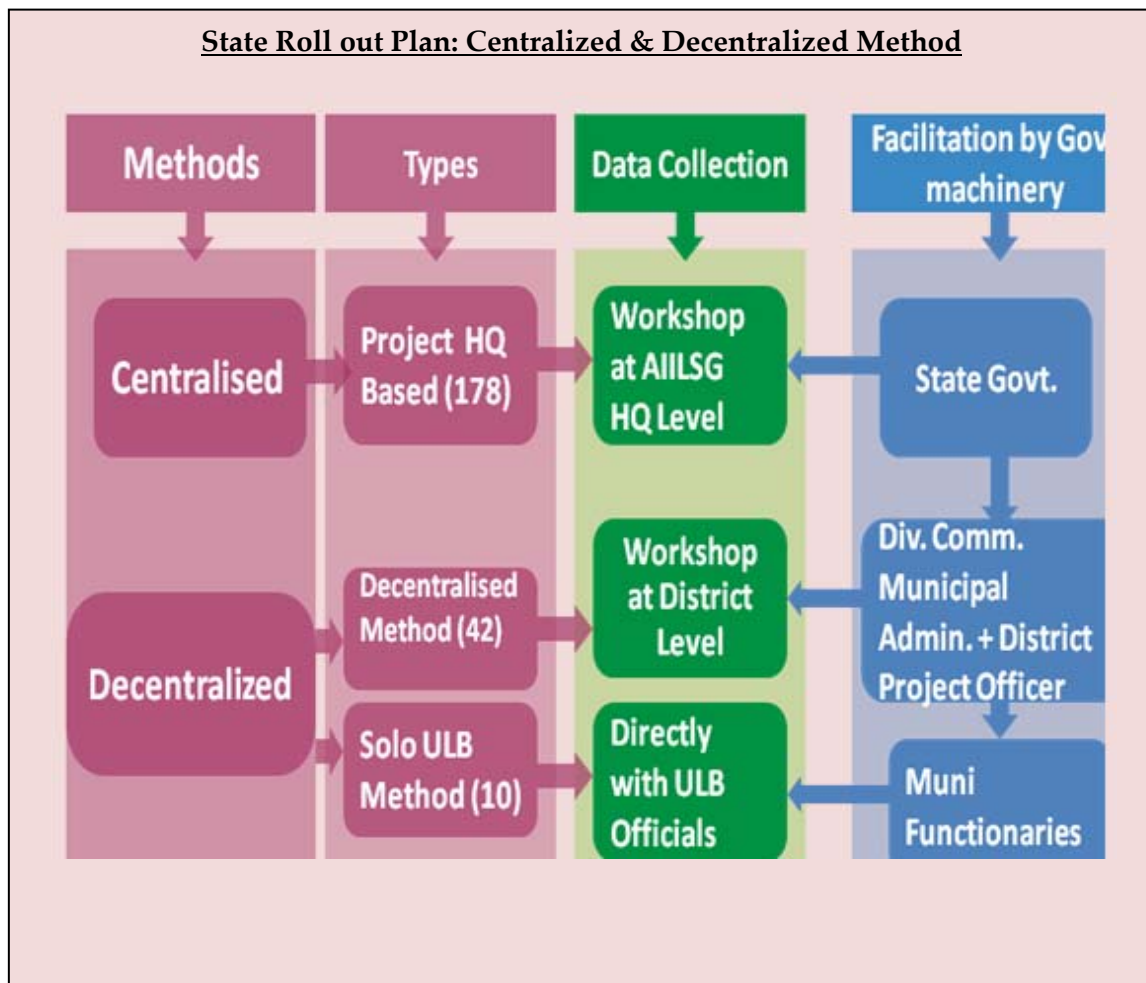 State Roll out Plan: Centralized & Decentralized Method
Methods
Types
Data Collection
Facilitation by Gov
machinery
Centralised
Project HQ
Based (178)
Workshop
at AIILSG
HQ Level
State Govt.
Decentralized
Decentralised
Method (42)
Workshop
at District
Level
Div. Comm.
Municipal
Admin. + District
Project Officer
Solo ULB
Method (10)
Directly
with ULB
Officials
Muni
Functionaries